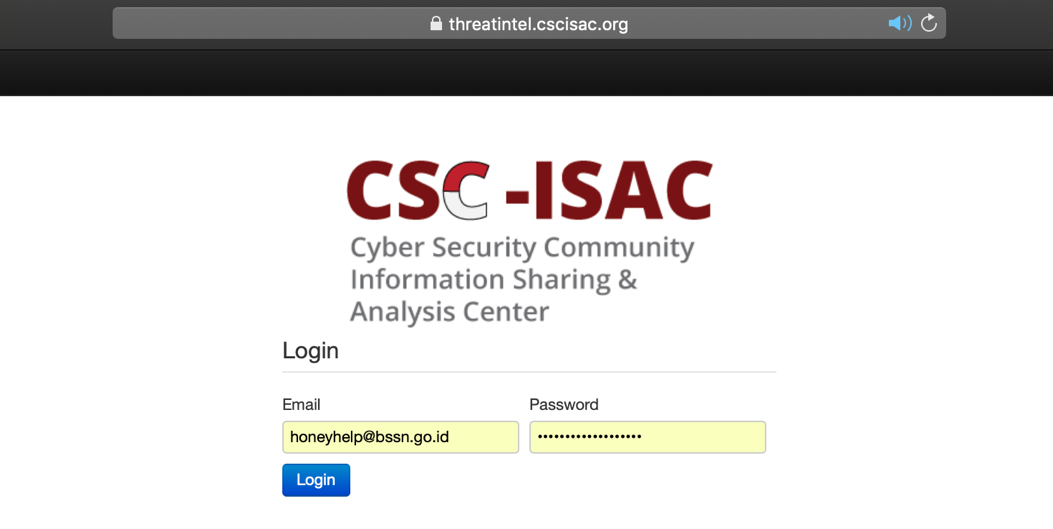 threatintel.cscisac.org
CSC-ISAC
Cyber Security Community
Information Sharing &
Analysis Center
Login
Email
Password
honeyhelp@bssn.go.id
•••••••••••••••••••
Login